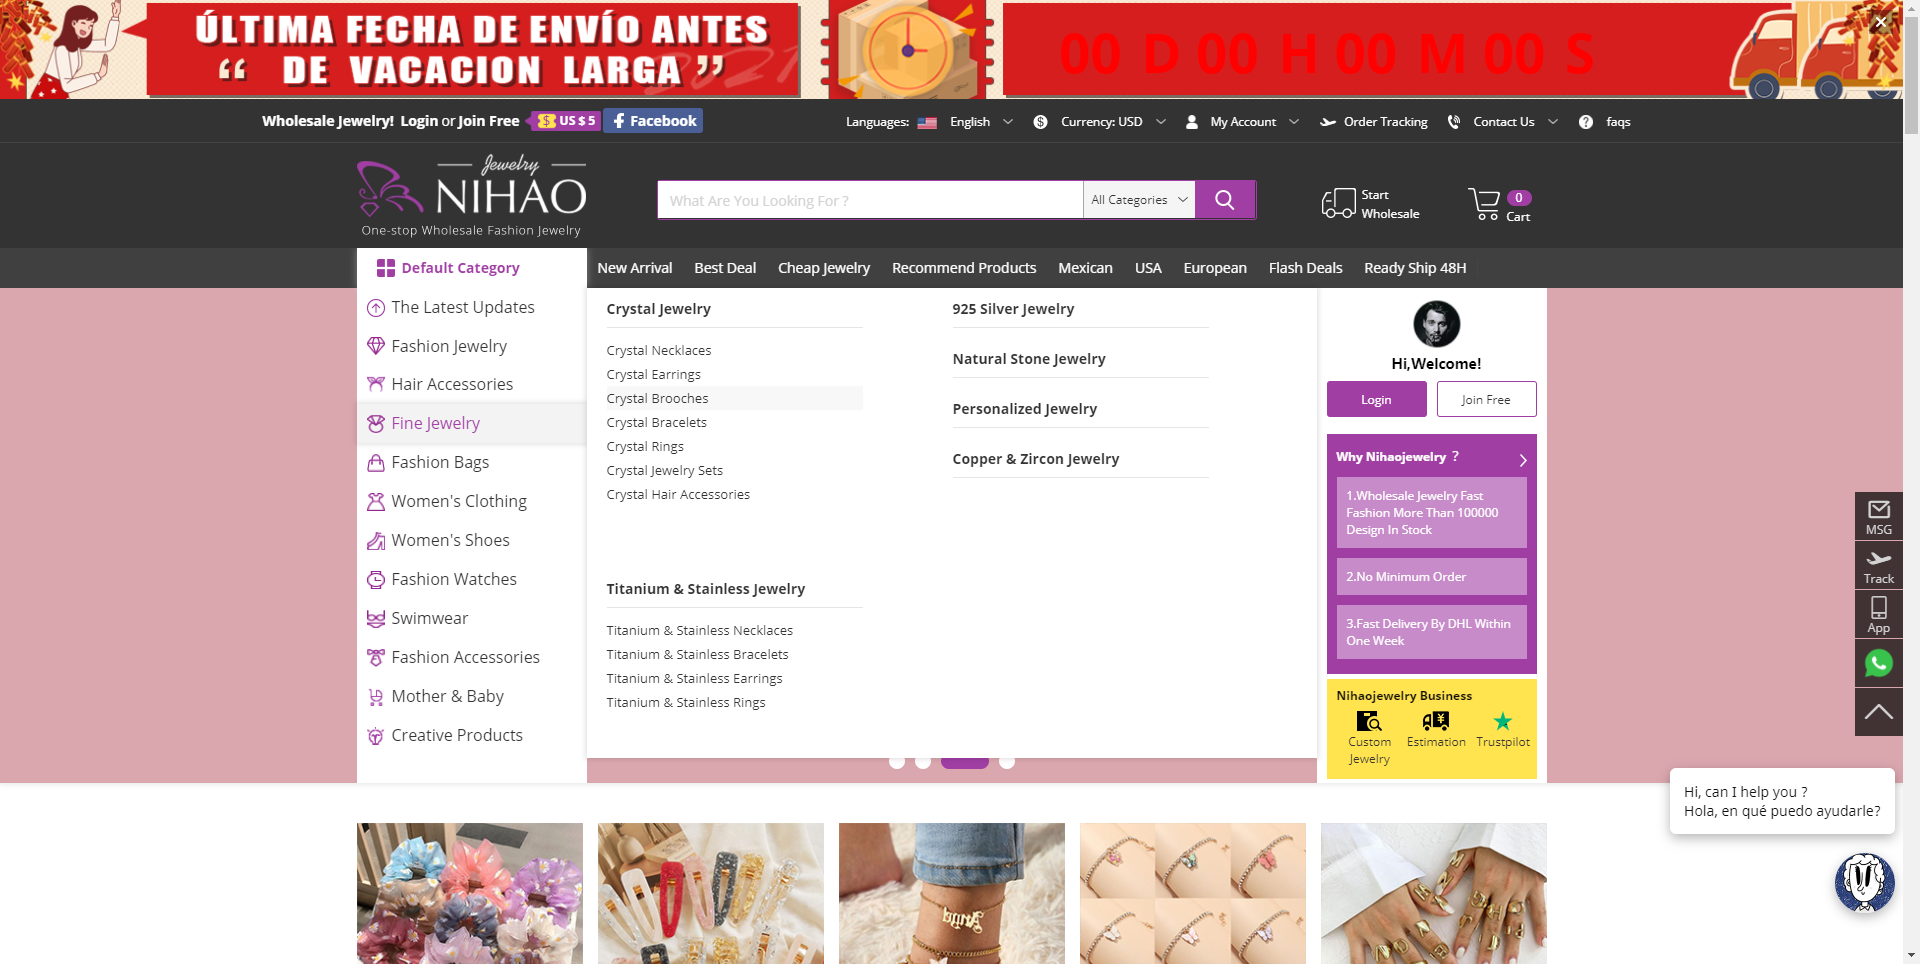 ÚLTIMA FECHA DE ENVÍO ANTES
“ DE VACACION LARGA ”
00 D 00 H 00 M 00 S
Wholesale Jewelry! Login or Join Free $ US $ 5 Facebook
Languages: English Currency: USD My Account Order Tracking Contact Us faqs
Jewelry
NIHAO
One-stop Wholesale Fashion Jewelry
What Are You Looking For ?
All Categories
Start
Wholesale
0
Cart
Default Category
New Arrival Best Deal Cheap Jewelry Recommend Products Mexican USA European Flash Deals Ready Ship 48H
The Latest Updates
Fashion Jewelry
Hair Accessories
Fine Jewelry
Fashion Bags
Women's Clothing
Women's Shoes
Fashion Watches
Swimwear
Fashion Accessories
Mother & Baby
Creative Products
Crystal Jewelry
Crystal Necklaces
Crystal Earrings
Crystal Brooches
Crystal Bracelets
Crystal Rings
Crystal Jewelry Sets
Crystal Hair Accessories
Titanium & Stainless Jewelry
Titanium & Stainless Necklaces
Titanium & Stainless Bracelets
Titanium & Stainless Earrings
Titanium & Stainless Rings
925 Silver Jewelry
Natural Stone Jewelry
Personalized Jewelry
Copper & Zircon Jewelry
Hi,Welcome!
Login
Join Free
Why Nihaojewelry ?
1.Wholesale Jewelry Fast
Fashion More Than 100000
Design In Stock
2.No Minimum Order
3.Fast Delivery By DHL Within
One Week
Nihaojewelry Business
Custom
Jewelry
Estimation
Trustpilot
MSG
Track
App
Hi, can I help you ?
Hola, en qué puedo ayudarle?